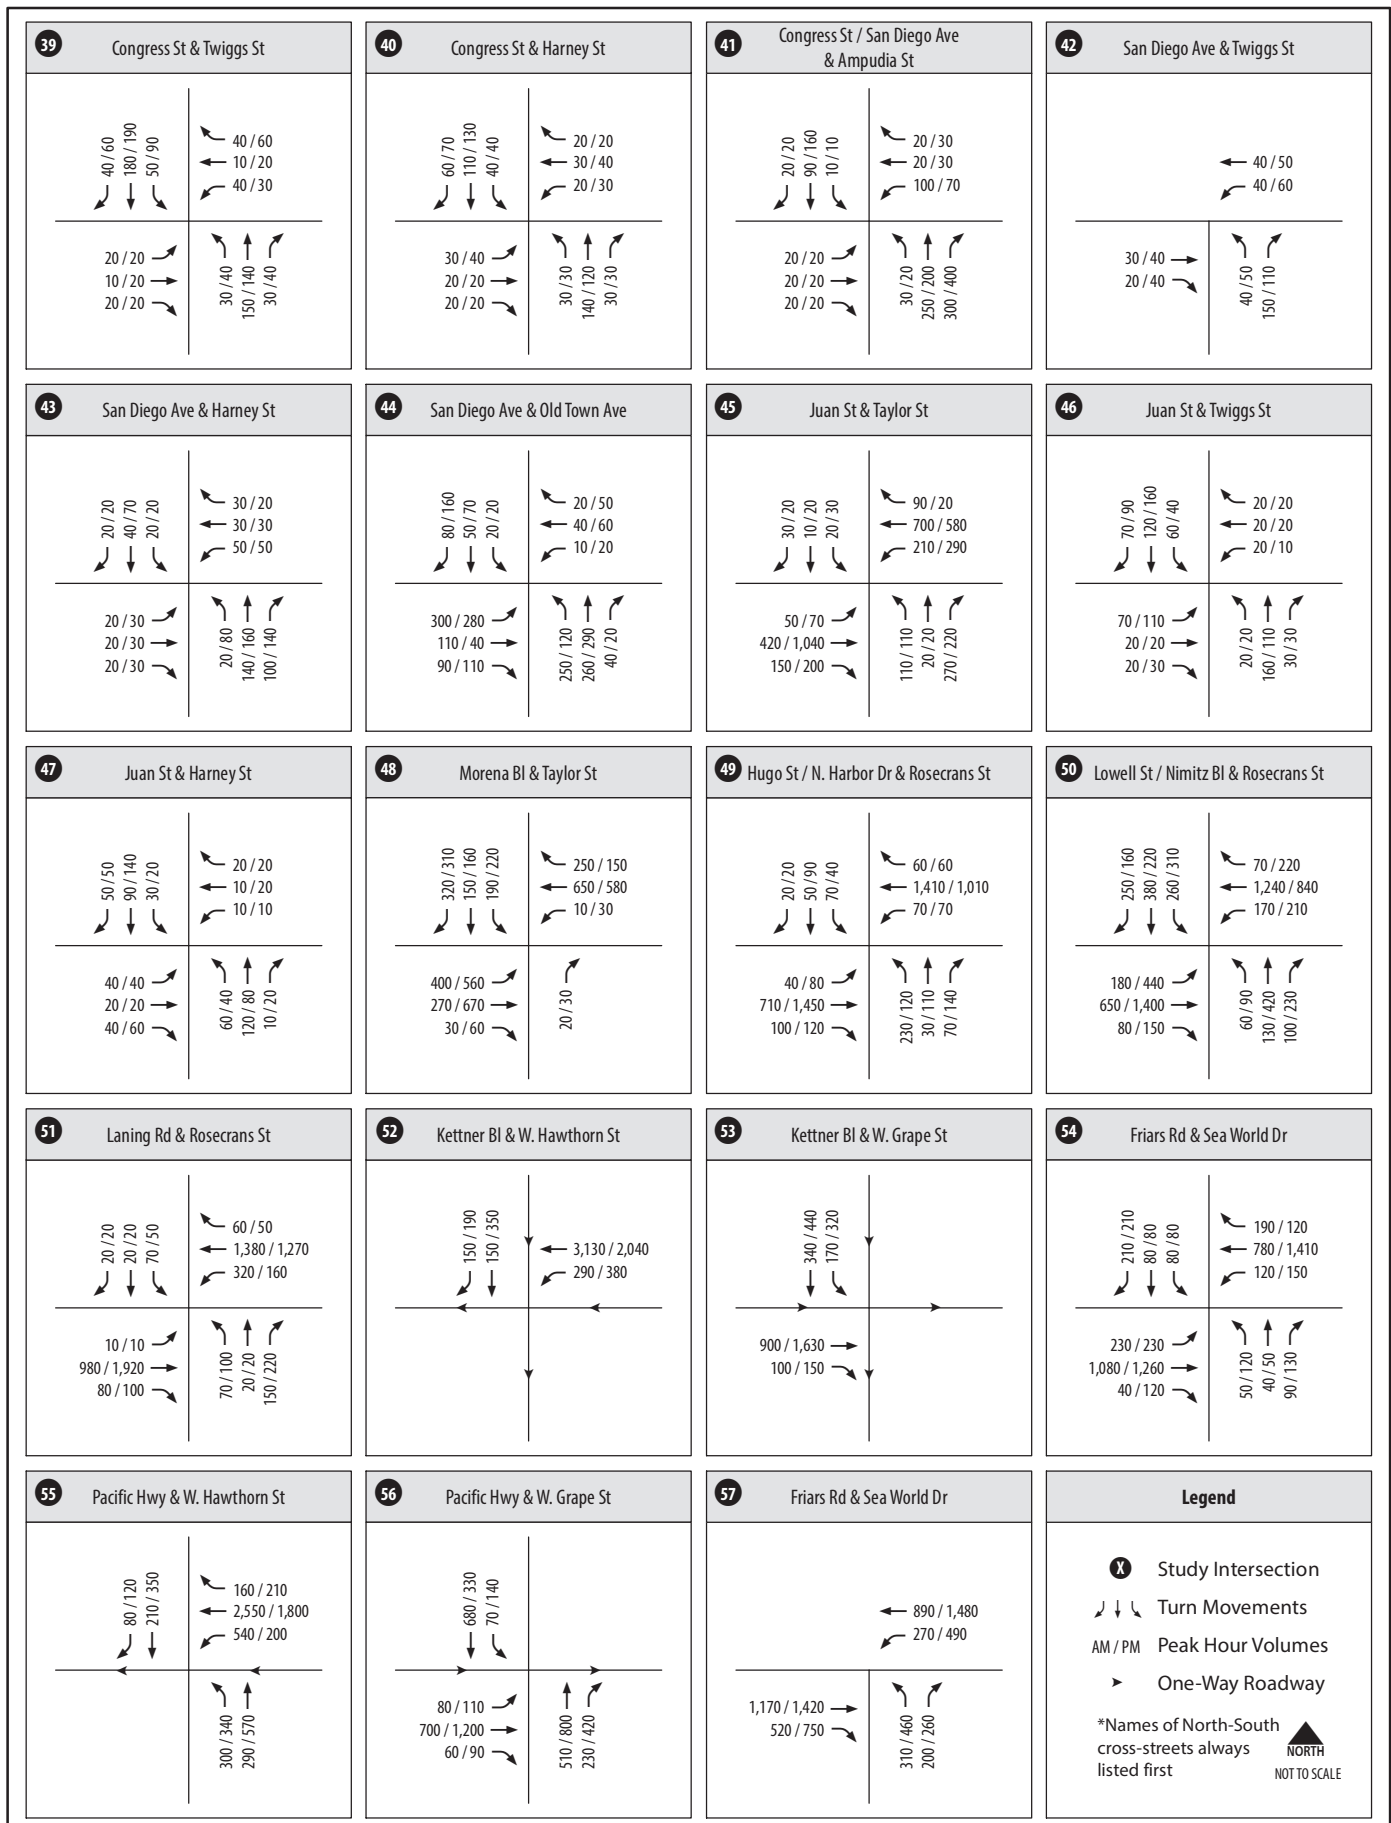 39
Congress St & Twiggs St
40 / 60
180 / 190
50 / 90
40 / 60
10 / 20
40 / 30
20 / 20
10 / 20
20 / 20
30 / 40
150 / 140
30 / 40
40
Congress St & Harney St
60 / 70
110 / 130
40 / 40
20 / 20
30 / 40
20 / 30
30 / 40
20 / 20
20 / 20
30 / 30
140 / 120
30 / 30
41
Congress St / San Diego Ave
& Ampudia St
20 / 20
90 / 160
10 / 10
20 / 30
20 / 30
100 / 70
20 / 20
20 / 20
20 / 20
30 / 20
250 / 200
300 / 400
42
San Diego Ave & Twiggs St
40 / 50
40 / 60
30 / 40
20 / 40
40 / 50
150 / 110
43
San Diego Ave & Harney St
20 / 20
40 / 70
20 / 20
30 / 20
30 / 30
50 / 50
20 / 30
20 / 30
20 / 30
20 / 80
140 / 160
100 / 140
44
San Diego Ave & Old Town Ave
80 / 160
50 / 70
20 / 20
20 / 50
40 / 60
10 / 20
300 / 280
110 / 40
90 / 110
250 / 120
260 / 290
40 / 20
45
Juan St & Taylor St
30 / 20
10 / 20
20 / 30
90 / 20
700 / 580
210 / 290
50 / 70
420 / 1,040
150 / 200
110 / 110
20 / 20
270 / 220
46
Juan St & Twiggs St
70 / 90
120 / 160
60 / 40
20 / 20
20 / 20
20 / 10
70 / 110
20 / 20
20 / 30
20 / 20
160 / 110
30 / 30
47
Juan St & Harney St
50 / 50
90 / 140
30 / 20
20 / 20
10 / 20
10 / 10
40 / 40
20 / 20
40 / 60
60 / 40
120 / 80
10 / 20
48
Morena Bl & Taylor St
320 / 310
150 / 160
190 / 220
250 / 150
650 / 580
10 / 30
400 / 560
270 / 670
30 / 60
20 / 30
49
Hugo St / N. Harbor Dr & Rosecrans St
20 / 20
50 / 90
70 / 40
60 / 60
1,410 / 1,010
70 / 70
40 / 80
710 / 1,450
100 / 120
230 / 120
30 / 110
70 / 140
50
Lowell St / Nimitz Bl & Rosecrans St
250 / 160
380 / 220
260 / 310
70 / 220
1,240 / 840
170 / 210
180 / 440
650 / 1,400
80 / 150
60 / 90
130 / 420
100 / 230
51
Laning Rd & Rosecrans St
20 / 20
20 / 20
70 / 50
60 / 50
1,380 / 1,270
320 / 160
10 / 10
980 / 1,920
80 / 100
70 / 100
20 / 20
150 / 220
52
Kettner Bl & W. Hawthorn St
150 / 190
150 / 350
3,130 / 2,040
290 / 380
53
Kettner Bl & W. Grape St
340 / 440
170 / 320
900 / 1,630
100 / 150
54
Friars Rd & Sea World Dr
210 / 210
80 / 80
80 / 80
190 / 120
780 / 1,410
120 / 150
230 / 230
1,080 / 1,260
40 / 120
50 / 120
40 / 50
90 / 130
55
Pacific Hwy & W. Hawthorn St
80 / 120
210 / 350
160 / 210
2,550 / 1,800
540 / 200
300 / 340
290 / 570
56
Pacific Hwy & W. Grape St
680 / 330
70 / 140
80 / 110
700 / 1,200
60 / 90
510 / 800
230 / 420
57
Friars Rd & Sea World Dr
890 / 1,480
270 / 490
1,170 / 1,420
520 / 750
310 / 460
200 / 260
Legend
X Study Intersection
Turn Movements
AM / PM Peak Hour Volumes
One-Way Roadway
*Names of North-South
cross-streets always
listed first
NORTH
NOT TO SCALE